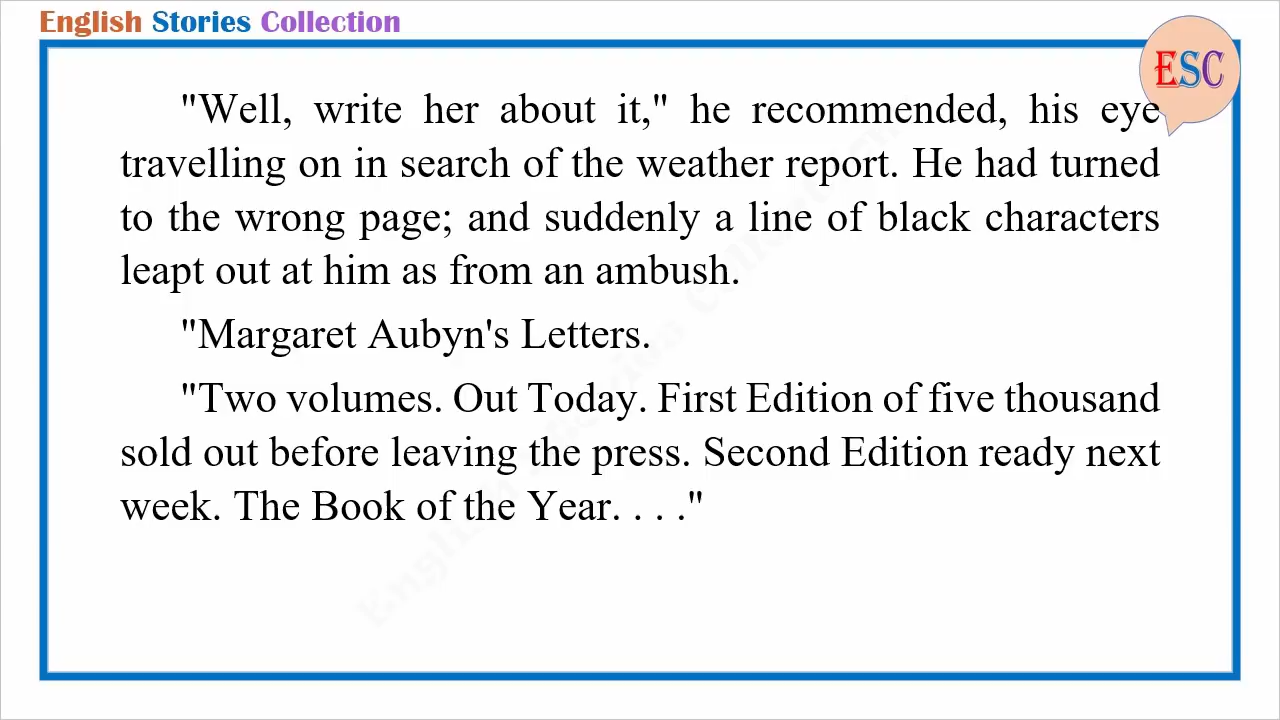 English Stories Collection
ESC
"Well, write her about it," he recommended, his eye
travelling on in search of the weather report. He had turned
to the wrong page; and suddenly a line of black characters
leapt out at him as from an ambush.
"Margaret Aubyn's Letters.
"Two volumes. Out Today. First Edition of five thousand
sold out before leaving the press. Second Edition ready next
week. The Book of the Year. . . ."
English Stories Collection